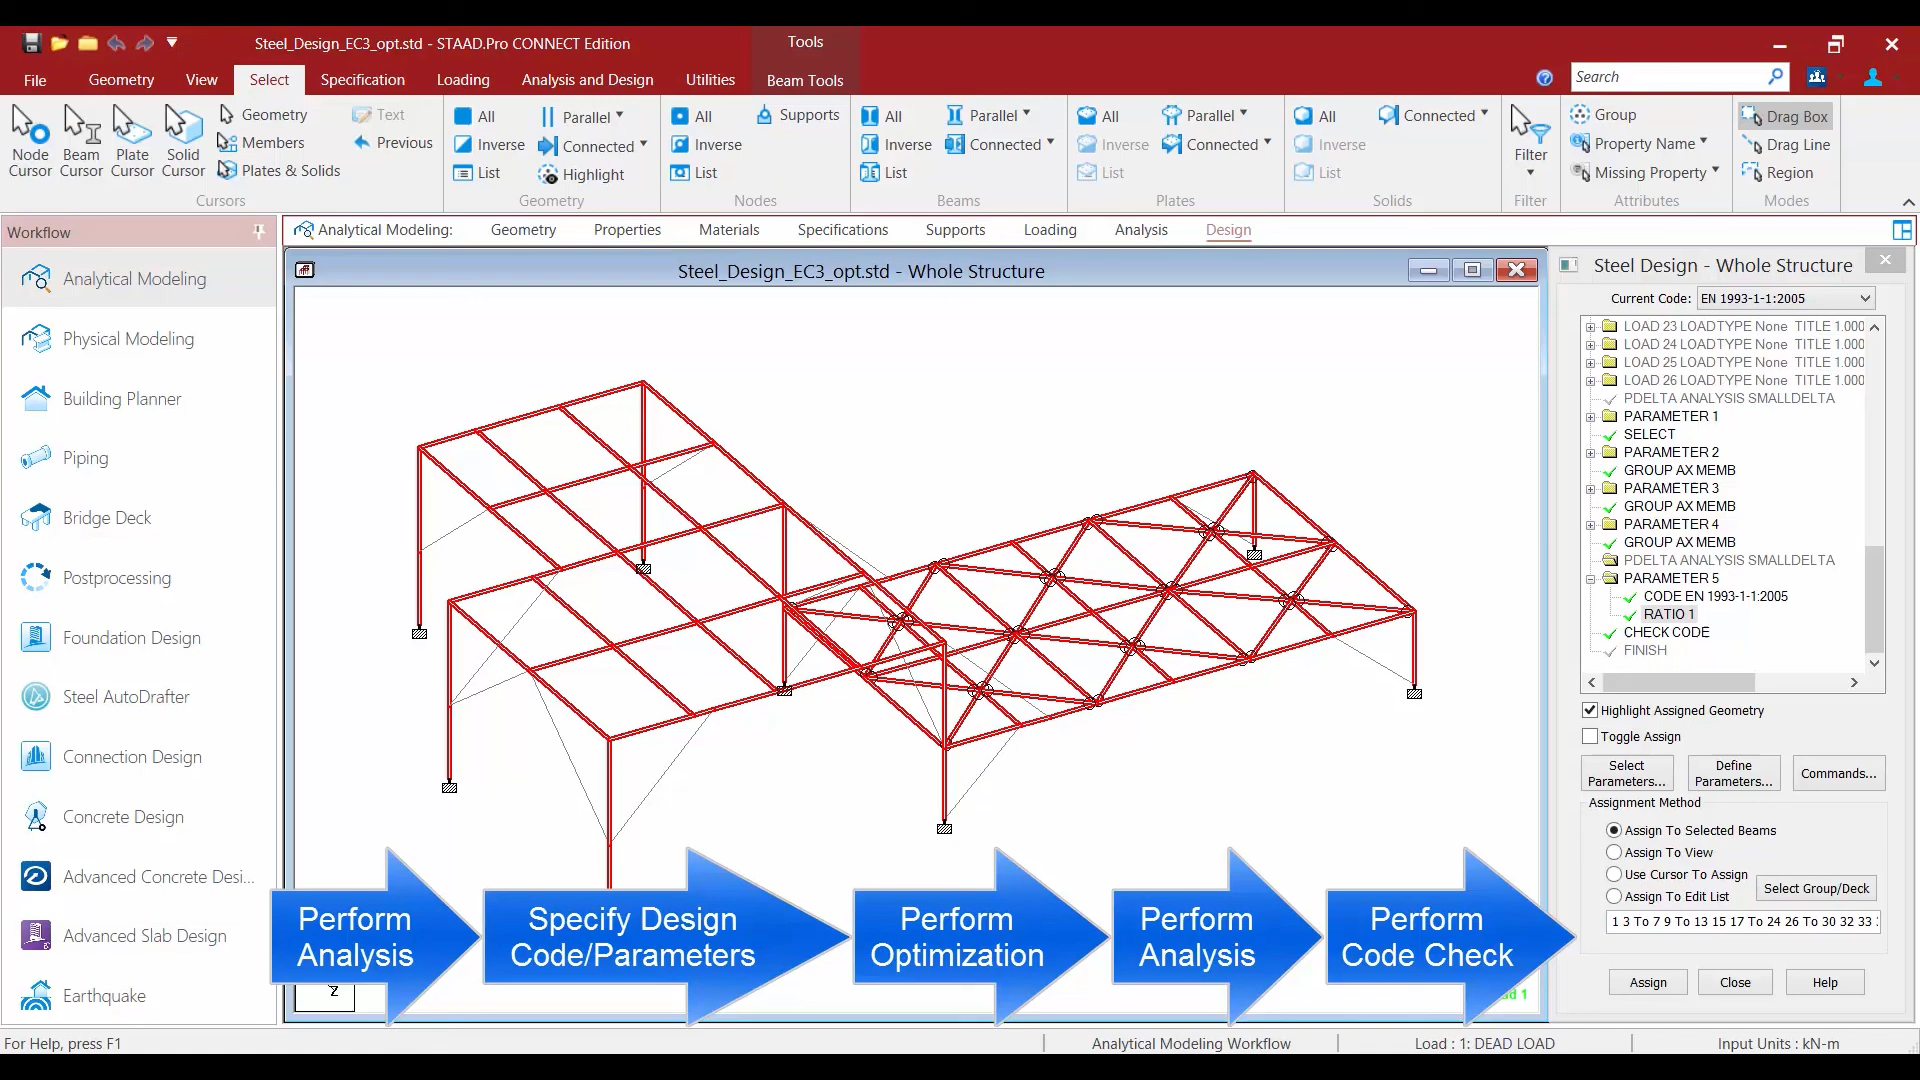 Steel_Design_EC3_opt.std - STAAD.Pro CONNECT Edition
Tools
File
Geometry
View
Select
Specification
Loading
Analysis and Design
Utilities
Beam Tools
Search
Node Cursor
Beam Cursor
Plate Cursor
Solid Cursor
Geometry
Members
Plates & Solids
Text
Previous
Cursors
All
Inverse
List
Parallel
Connected
Highlight
Geometry
All
Inverse
List
Supports
Nodes
All
Inverse
List
Parallel
Connected
Beams
All
Inverse
List
Parallel
Connected
Plates
All
Inverse
List
Connected
Solids
Filter
Filter
Group
Property Name
Missing Property
Attributes
Drag Box
Drag Line
Region
Modes
Workflow
Analytical Modeling
Physical Modeling
Building Planner
Piping
Bridge Deck
Postprocessing
Foundation Design
Steel AutoDrafter
Connection Design
Concrete Design
Advanced Concrete Desi...
Advanced Slab Design
Earthquake
Analytical Modeling:
Geometry
Properties
Materials
Specifications
Supports
Loading
Analysis
Design
Steel_Design_EC3_opt.std - Whole Structure
Z
Perform
Analysis
Specify Design
Code/Parameters
Perform
Optimization
Perform
Analysis
Perform
Code Check
Steel Design - Whole Structure
Current Code:
EN 1993-1-1:2005
LOAD 23 LOADTYPE None TITLE 1.000
LOAD 24 LOADTYPE None TITLE 1.000
LOAD 25 LOADTYPE None TITLE 1.000
LOAD 26 LOADTYPE None TITLE 1.000
PDELTA ANALYSIS SMALLDELTA
PARAMETER 1
SELECT
PARAMETER 2
GROUP AX MEMB
PARAMETER 3
GROUP AX MEMB
PARAMETER 4
GROUP AX MEMB
PDELTA ANALYSIS SMALLDELTA
PARAMETER 5
CODE EN 1993-1-1:2005
RATIO 1
CHECK CODE
FINISH
Highlight Assigned Geometry
Toggle Assign
Select Parameters...
Define Parameters...
Commands...
Assignment Method
Assign To Selected Beams
Assign To View
Use Cursor To Assign
Assign To Edit List
Select Group/Deck
1 3 To 7 9 To 13 15 17 To 24 26 To 30 32 33
Assign
Close
Help
For Help, press F1
Analytical Modeling Workflow
Load : 1: DEAD LOAD
Input Units : kN-m